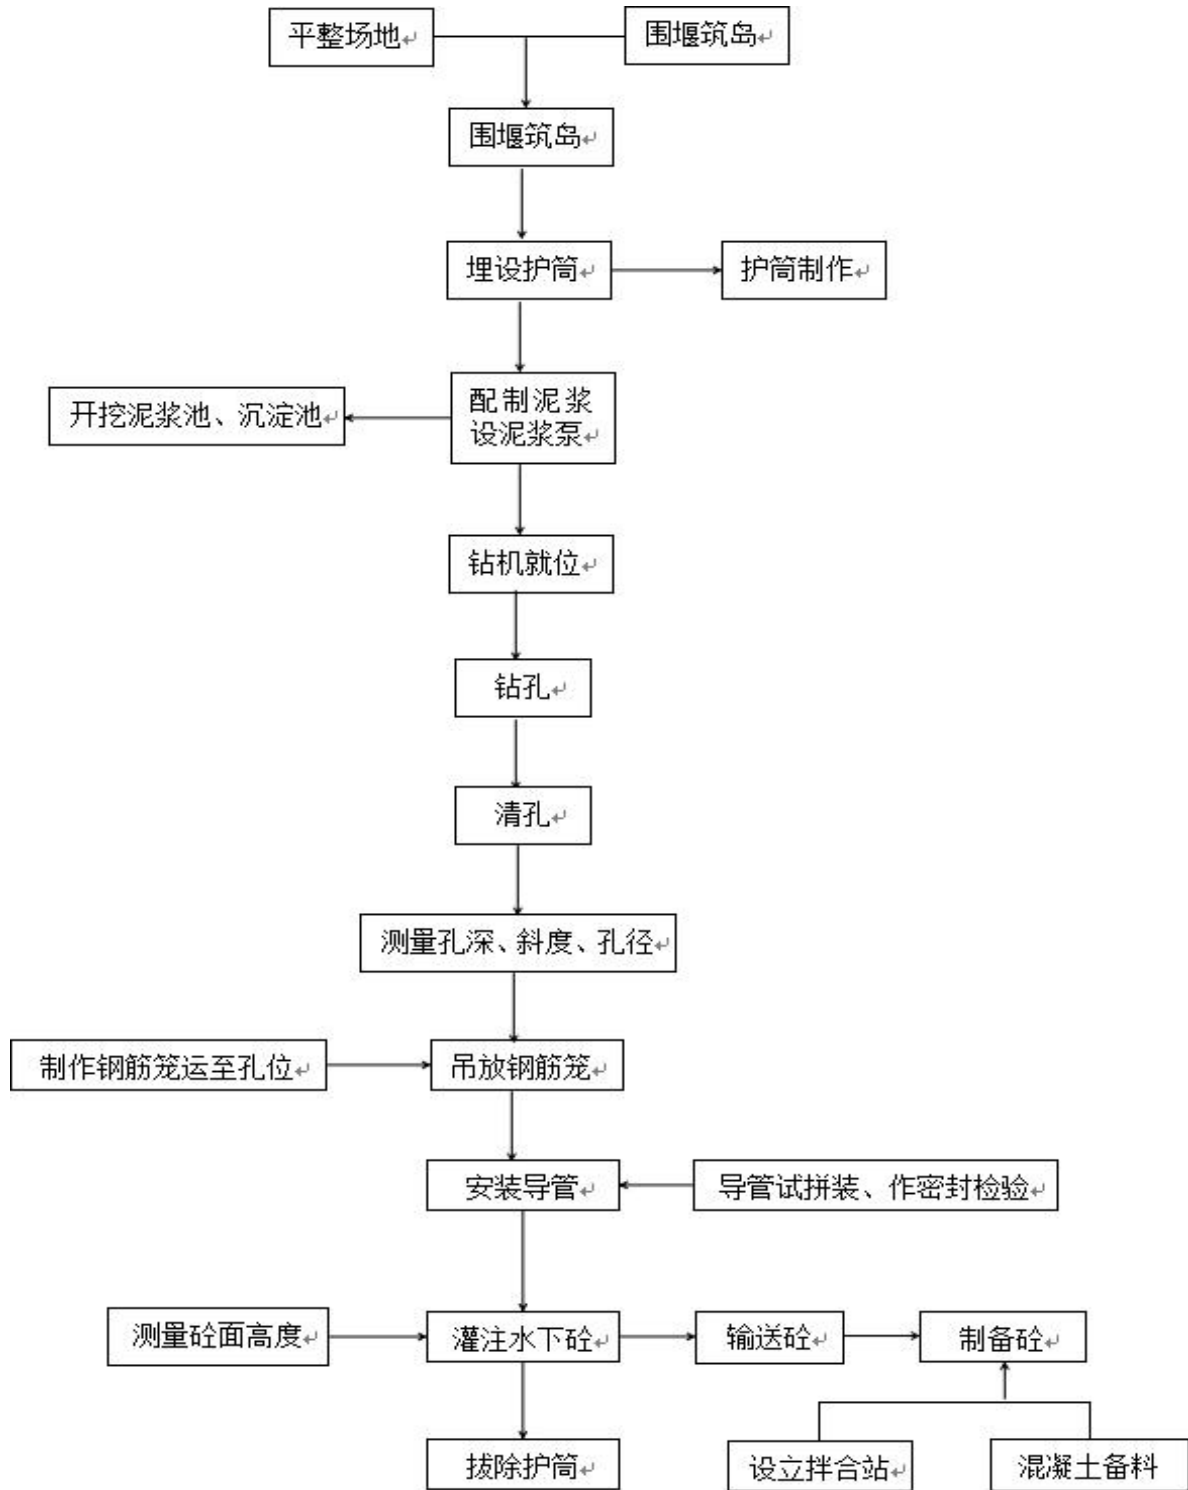 平整场地
围堰筑岛
围堰筑岛
埋设护筒
护筒制作
开挖泥浆池、沉淀池
配制泥浆
设泥浆泵
钻机就位
钻孔
清孔
测量孔深、斜度、孔径
制作钢筋笼运至孔位
吊放钢筋笼
安装导管
导管试拼装、作密封检验
测量砼面高度
灌注水下砼
输送砼
制备砼
拔除护筒
设立拌合站
混凝土备料